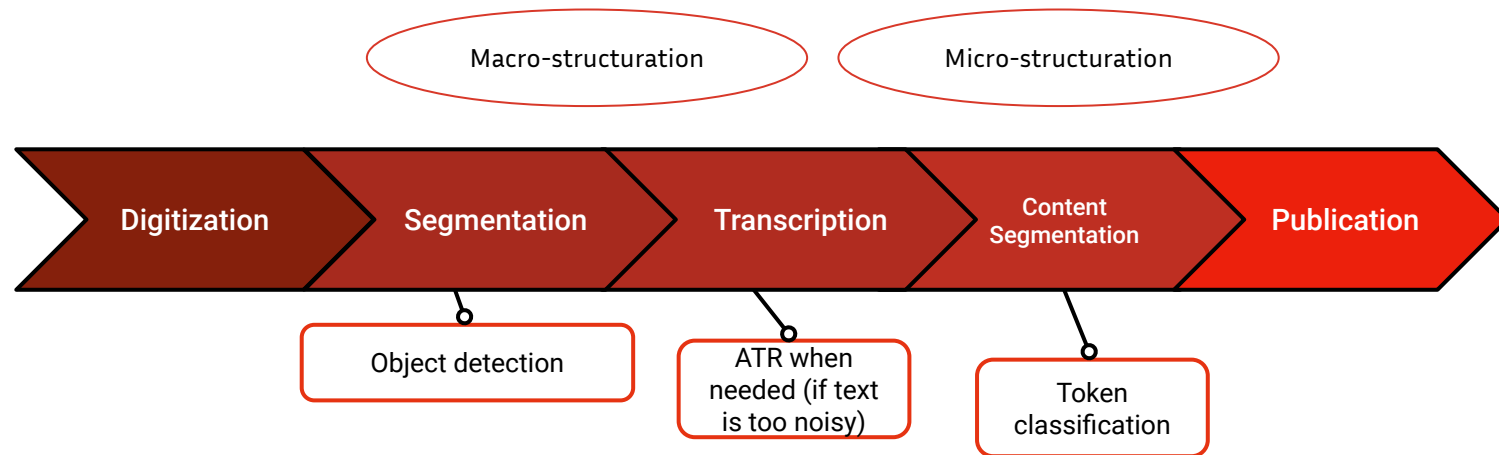 Macro-structuration
Micro-structuration
Digitization
Segmentation
Transcription
Content
Segmentation
Publication
Object detection
ATR when
needed (if text
is too noisy)
Token
classification